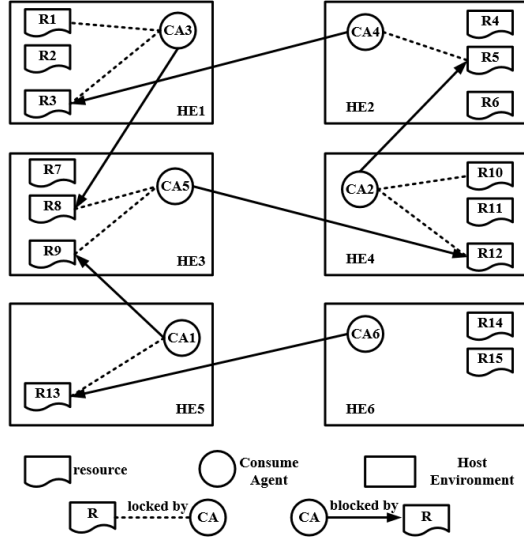 R1
CA3
R2
R3
HE1
CA4
R4
R5
R6
HE2
R7
R8
CA5
R9
HE3
CA2
R10
R11
R12
HE4
CA1
R13
HE5
CA6
R14
R15
HE6
resource
Consume
Agent
Host
Environment
R locked by CA
CA blocked by R